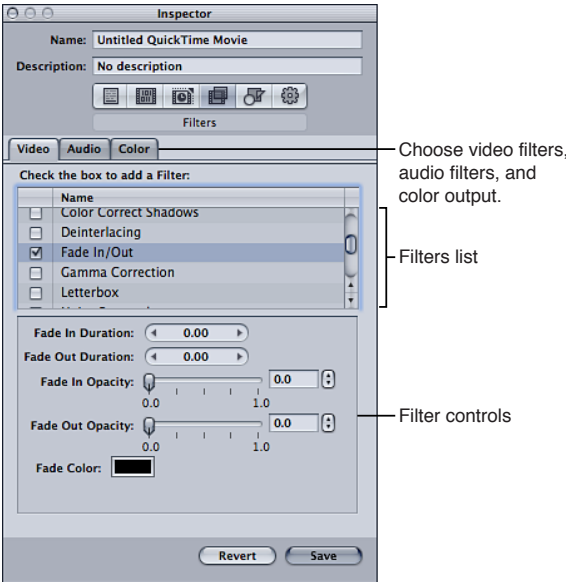 Inspector
Name: Untitled QuickTime Movie
Description: No description
Filters
Video Audio Color
Choose video filters,
audio filters, and
color output.
Check the box to add a Filter:
Name
Color Correct Shadows
Deinterlacing
Fade In/Out
Gamma Correction
Letterbox
Filters list
Fade In Duration: 0.00
Fade Out Duration: 0.00
Fade In Opacity: 0.0
0.0 1.0
Fade Out Opacity: 0.0
0.0 1.0
Fade Color:
Filter controls
Revert Save